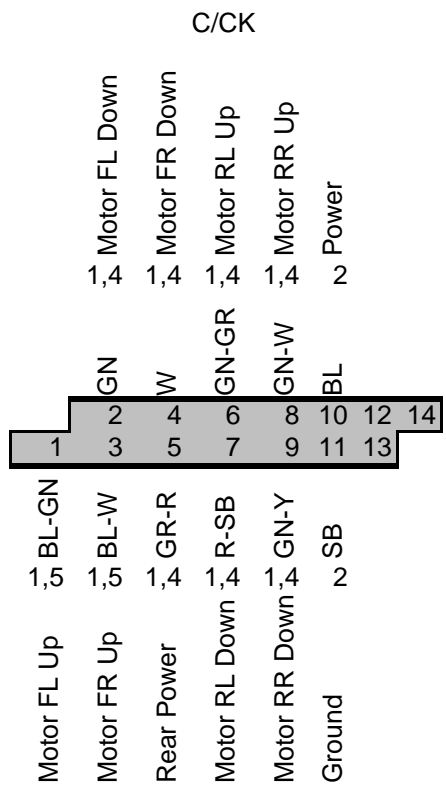 C/CK
Motor FL Down
Motor FR Down
Motor RL Up
Motor RR Up
Power
1,4 1,4 1,4 1,4 2
GN
W
GN-GR
GN-W
BL
2 4 6 8 10 12 14
1 3 5 7 9 11 13
BL-GN
BL-W
GR-R
R-SB
GN-Y
SB
1,5 1,5 1,4 1,4 1,4 2
Motor FL Up
Motor FR Up
Rear Power
Motor RL Down
Motor RR Down
Ground